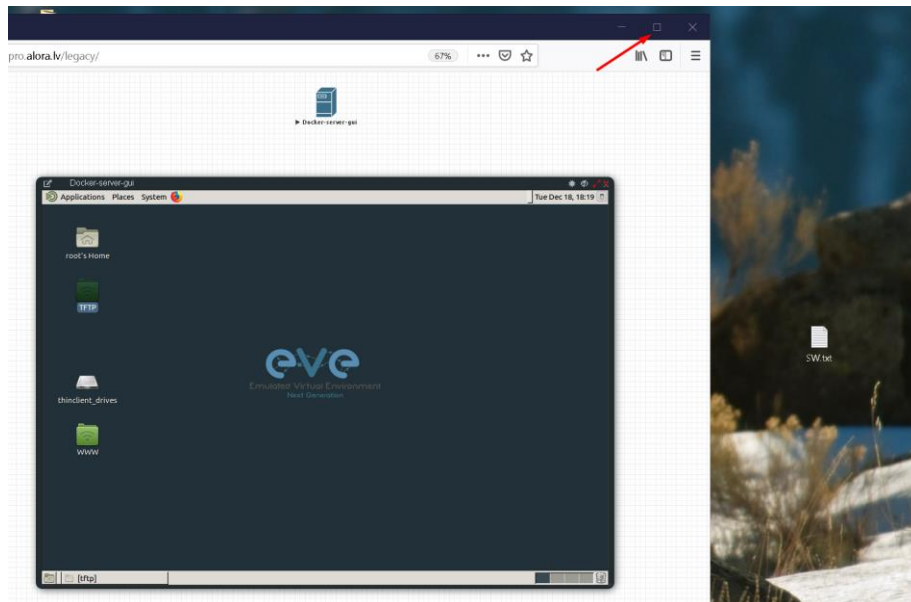 pro.alora.lv/legacy/
67%
Docker-server-gui
Docker-server-gui
Applications Places System
Tue Dec 18, 18:19
root's Home
TFTP
thinclient_drives
WWW
eve
Emulated Virtual Environment
Next Generation
SW.txt
[tftp]